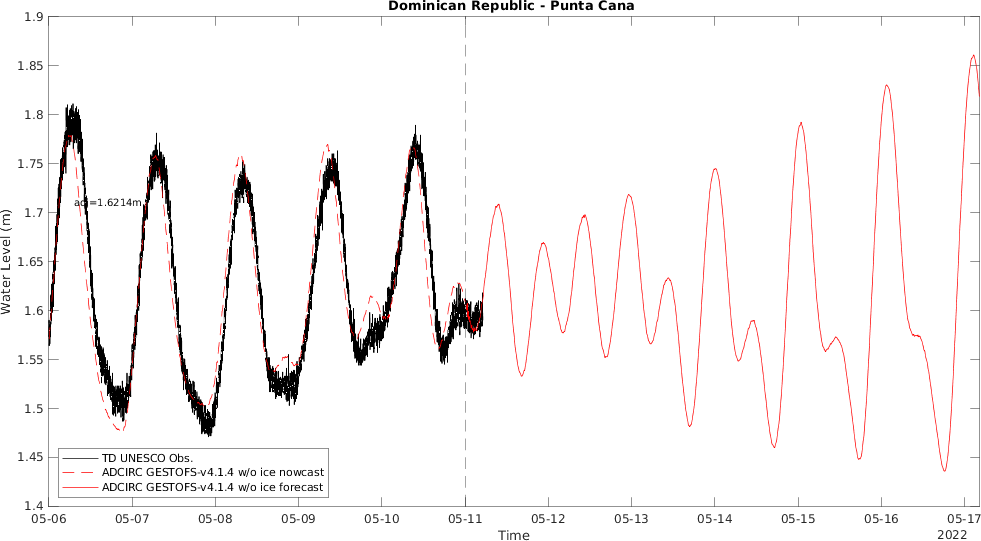 Dominican Republic - Punta Cana
1.9
1.85
1.8
1.75
1.7
1.65
1.6
1.55
1.5
1.45
1.4
Water Level (m)
adj=1.6214m
TD UNESCO Obs.
ADCIRC GESTOFS-v4.1.4 w/o ice nowcast
ADCIRC GESTOFS-v4.1.4 w/o ice forecast
05-06 05-07 05-08 05-09 05-10 05-11 05-12 05-13 05-14 05-15 05-16 05-17
Time
2022